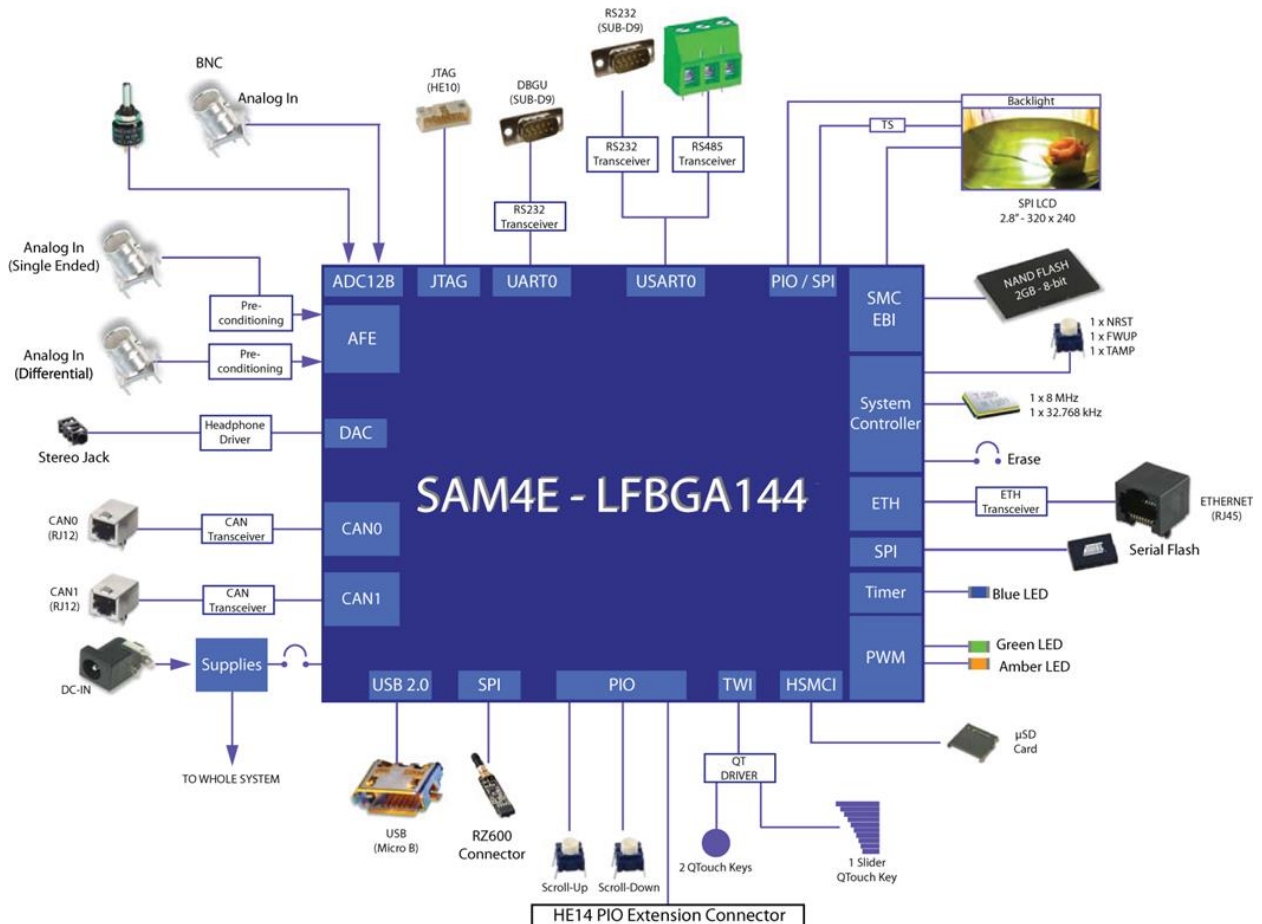 RS232
(SUB-D9)
BNC
Analog In
JTAG
(HE10)
DBGU
(SUB-D9)
Backlight
TS
RS232
Transceiver
RS485
Transceiver
SPI LCD
2.8” - 320 x 240
RS232
Transceiver
Analog In
(Single Ended)
Pre-
conditioning
Analog In
(Differential)
Pre-
conditioning
ADC12B
JTAG
UART0
USART0
PIO / SPI
SMC
EBI
NAND FLASH
2GB - 8-bit
1 x NRST
1 x FWUP
1 x TAMP
AFE
System
Controller
1 x 8 MHz
1 x 32.768 kHz
Erase
Headphone
Driver
Stereo Jack
DAC
SAM4E - LFBGA144
ETH
ETH
Transceiver
ETHERNET
(RJ45)
SPI
Serial Flash
CAN0
(RJ12)
CAN
Transceiver
CAN0
CAN1
(RJ12)
CAN
Transceiver
CAN1
Timer
Blue LED
PWM
Green LED
Amber LED
DC-IN
Supplies
TO WHOLE SYSTEM
USB 2.0
SPI
PIO
TWI
HSMCI
µSD
Card
QT
DRIVER
USB
(Micro B)
RZ600
Connector
Scroll-Up
Scroll-Down
2 QTouch Keys
1 Slider
QTouch Key
HE14 PIO Extension Connector